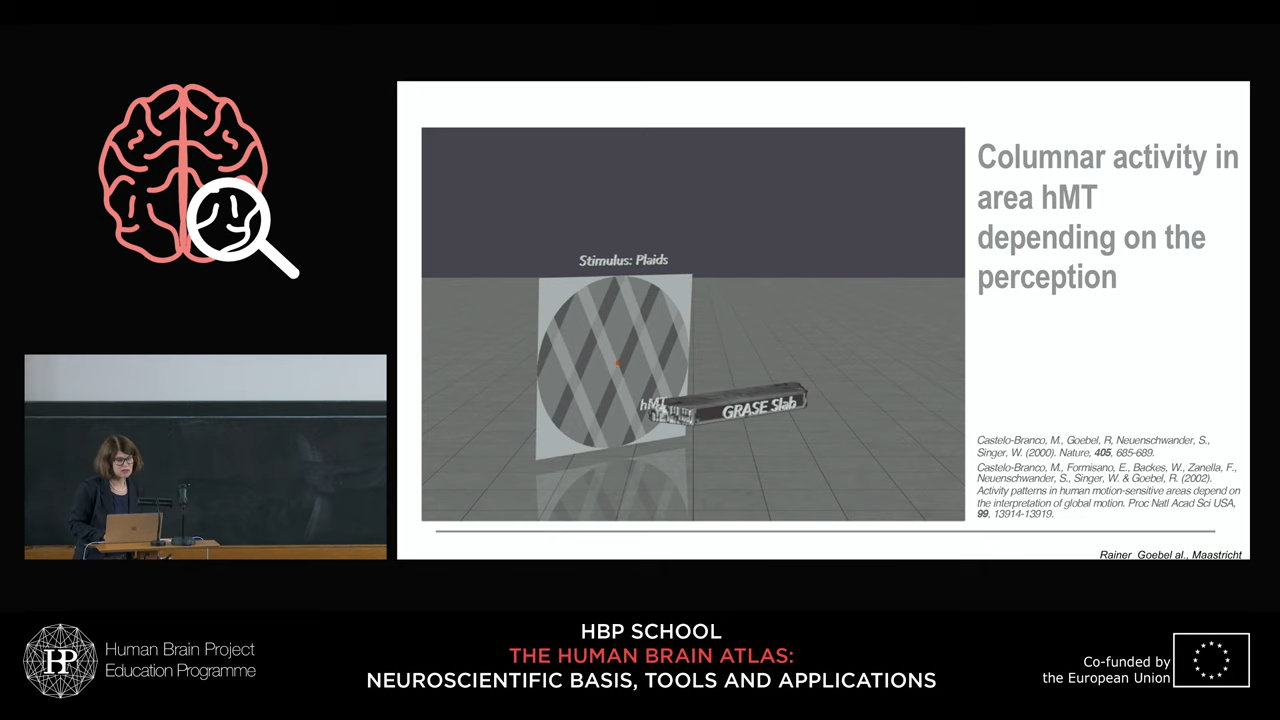 Columnar activity in
area hMT
depending on the
perception
Stimulus: Plaids
hMT
GRASE Slab
Castelo-Branco, M., Goebel, R, Neuenschwander, S.,
Singer, W. (2000). Nature, 405, 685-689.
Castelo-Branco, M., Formisano, E., Backes, W., Zanella, F.,
Neuenschwander, S., Singer, W. & Goebel, R. (2002).
Activity patterns in human motion-sensitive areas depend on
the interpretation of global motion. Proc Natl Acad Sci USA,
99, 13914-13919.
Rainer Goebel al., Maastricht
HBP
Human Brain Project
Education Programme
HBP SCHOOL
THE HUMAN BRAIN ATLAS:
NEUROSCIENTIFIC BASIS, TOOLS AND APPLICATIONS
Co-funded by
the European Union